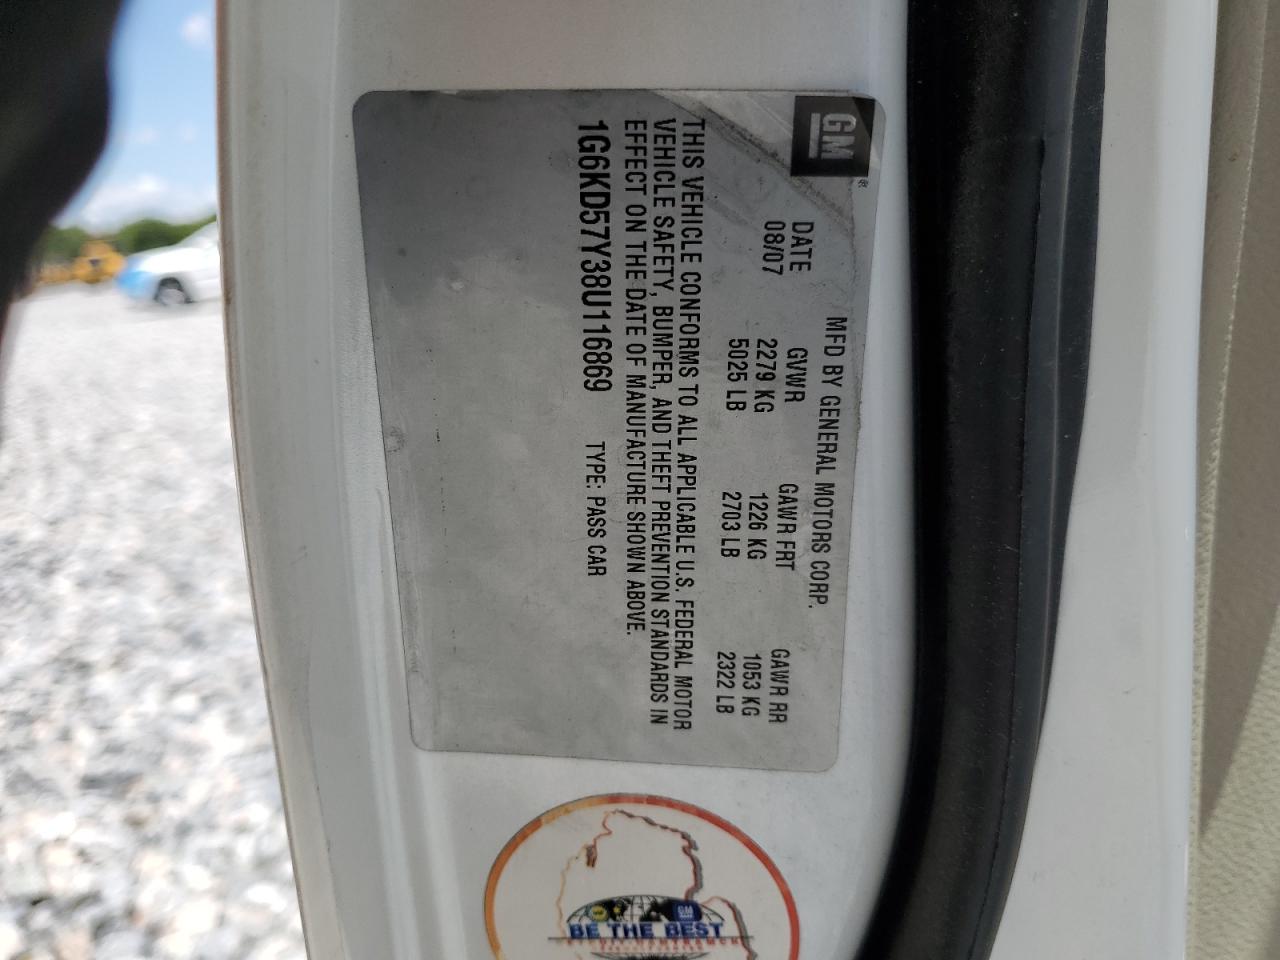 GM
MFD BY GENERAL MOTORS CORP.
DATE GVWR GAWR FRT GAWR RR
08/07 2279 KG 1226 KG 1053 KG
5025 LB 2703 LB 2322 LB
THIS VEHICLE CONFORMS TO ALL APPLICABLE U.S. FEDERAL MOTOR
VEHICLE SAFETY, BUMPER, AND THEFT PREVENTION STANDARDS IN
EFFECT ON THE DATE OF MANUFACTURE SHOWN ABOVE.
1G6KD57Y38U116869 TYPE: PASS CAR
GM
BE THE BEST